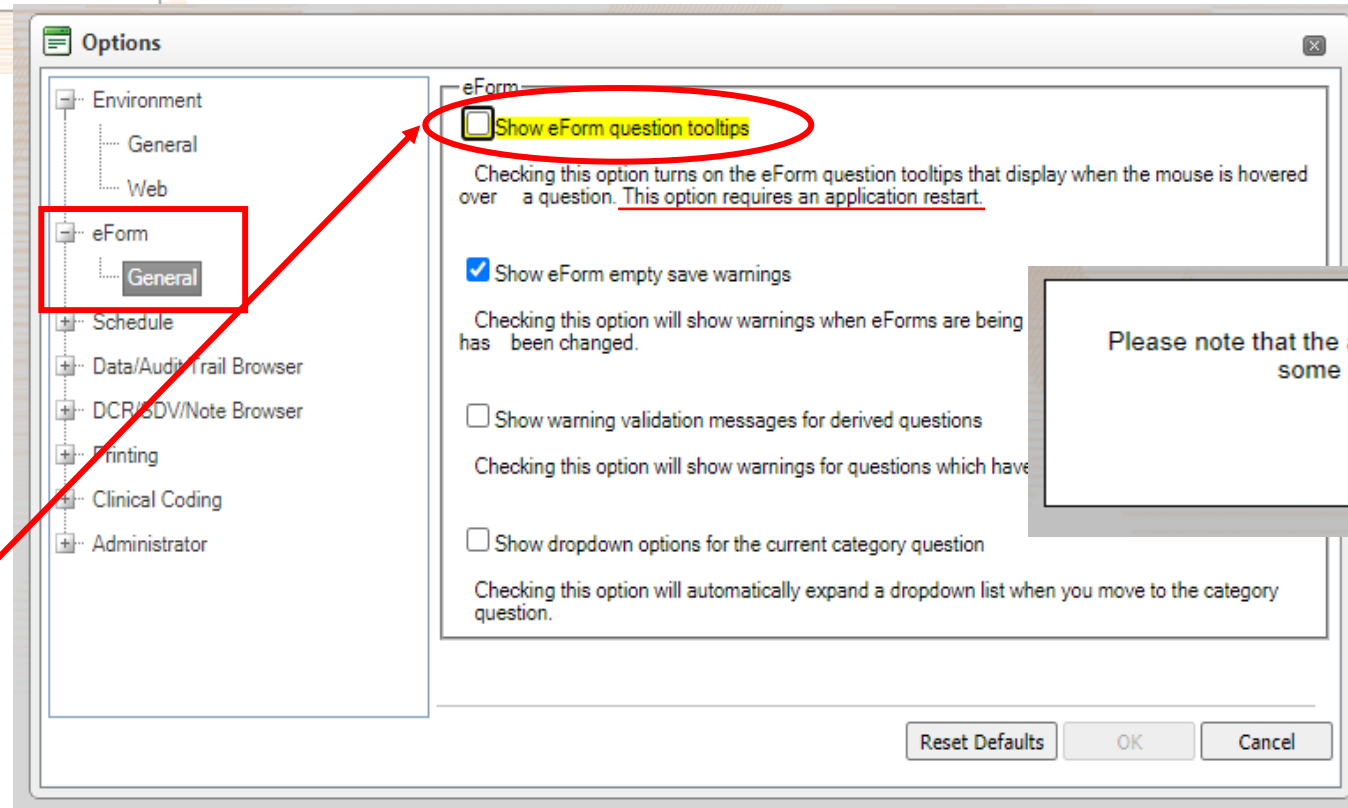 Options
Environment
General
Web
eForm
General
Schedule
Data/Audit Trail Browser
DCR/SDV/Note Browser
Printing
Clinical Coding
Administrator
eForm
Show eForm question tooltips
Checking this option turns on the eForm question tooltips that display when the mouse is hovered
over a question. This option requires an application restart.
Show eForm empty save warnings
Checking this option will show warnings when eForms are being
has been changed.
Show warning validation messages for derived questions
Checking this option will show warnings for questions which have
Show dropdown options for the current category question
Checking this option will automatically expand a dropdown list when you move to the category
question.
Please note that the
some
Reset Defaults
OK
Cancel